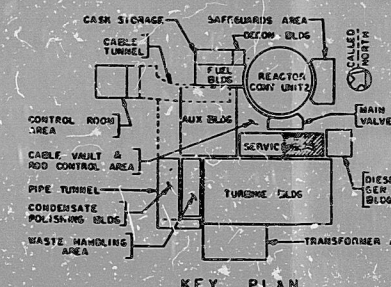 CASK STORAGE
SAFEGUARDS AREA
DECON BLDG
CABLE
TUNNEL
FUEL
BLDG
REACTOR
CONT UNIT 2
CALLED
NORTH
CONTROL ROOM
AREA
AUX BLDG
MAIN
VALVE
CABLE VAULT &
ROD CONTROL AREA
SERVICE
PIPE TUNNEL
DIES
GEN
BLDG
CONDENSATE
POLISHING BLDG
TURBINE BLDG
WASTE HANDLING
AREA
TRANSFORMER
KEY PLAN